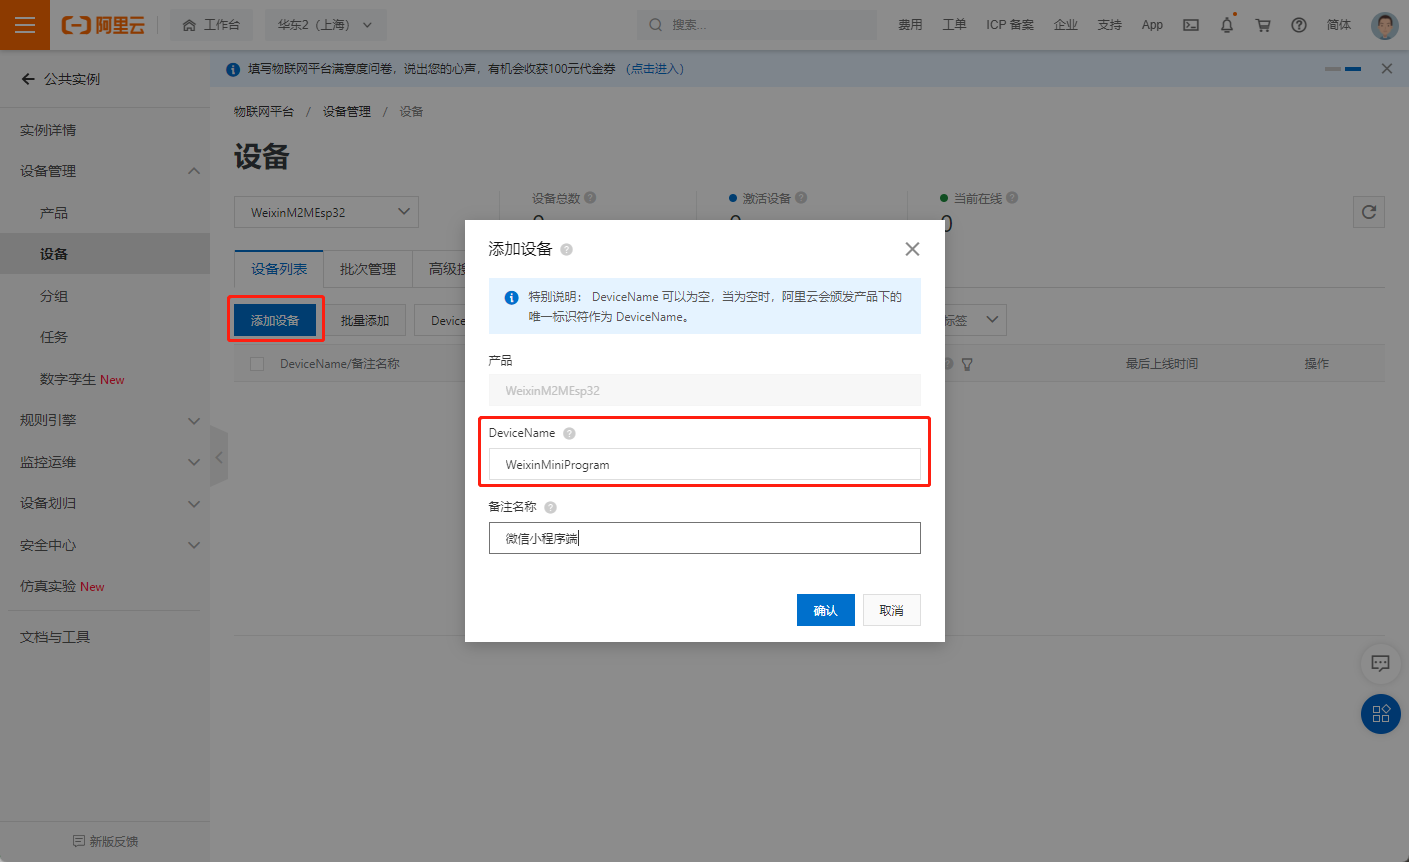 阿里云
工作台
华东2（上海）
搜索...
费用
工单
ICP 备案
企业
支持
App
简体
公共实例
填写物联网平台满意度问卷，说出您的心声，有机会收获100元代金券 （点击进入）
实例详情
设备管理
产品
设备
分组
任务
数字孪生 New
规则引擎
监控运维
设备划归
安全中心
仿真实验 New
文档与工具
新版反馈
物联网平台 / 设备管理 / 设备
设备
WeixinM2MEsp32
设备总数
激活设备
当前在线
0
设备列表
批次管理
添加设备
批量添加
标签
DeviceName/备注名称
最后上线时间
操作
添加设备
特别说明： DeviceName 可以为空，当为空时，阿里云会颁发产品下的
唯一标识符作为 DeviceName。
产品
WeixinM2MEsp32
DeviceName
WeixinMiniProgram
备注名称
微信小程序端
确认
取消